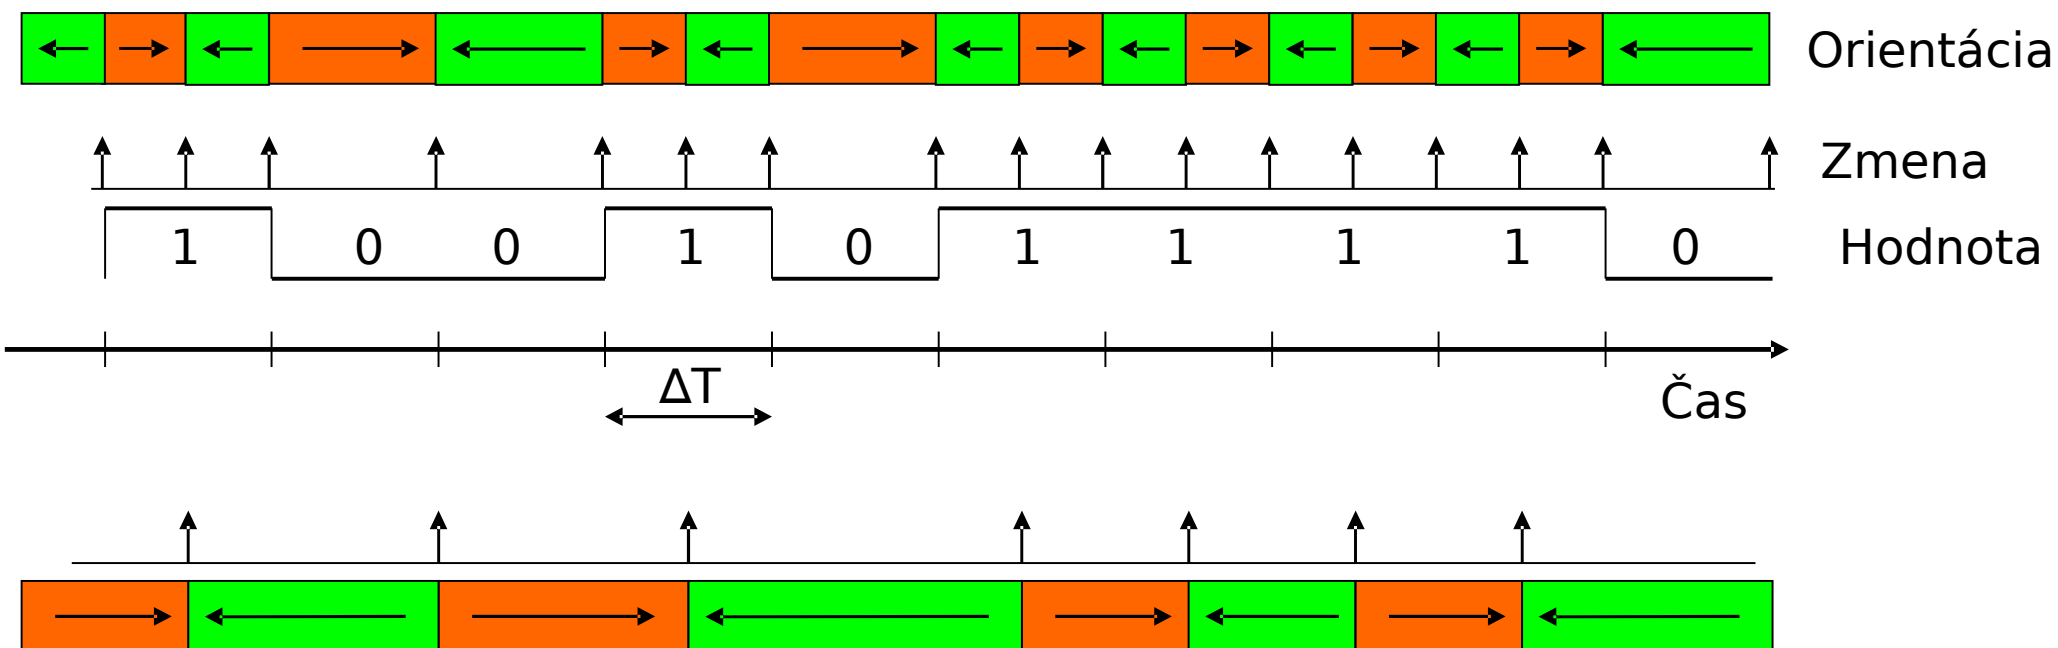 Orientácia
Zmena
1 0 0 1 0 1 1 1 1 0 Hodnota
ΔT
Čas